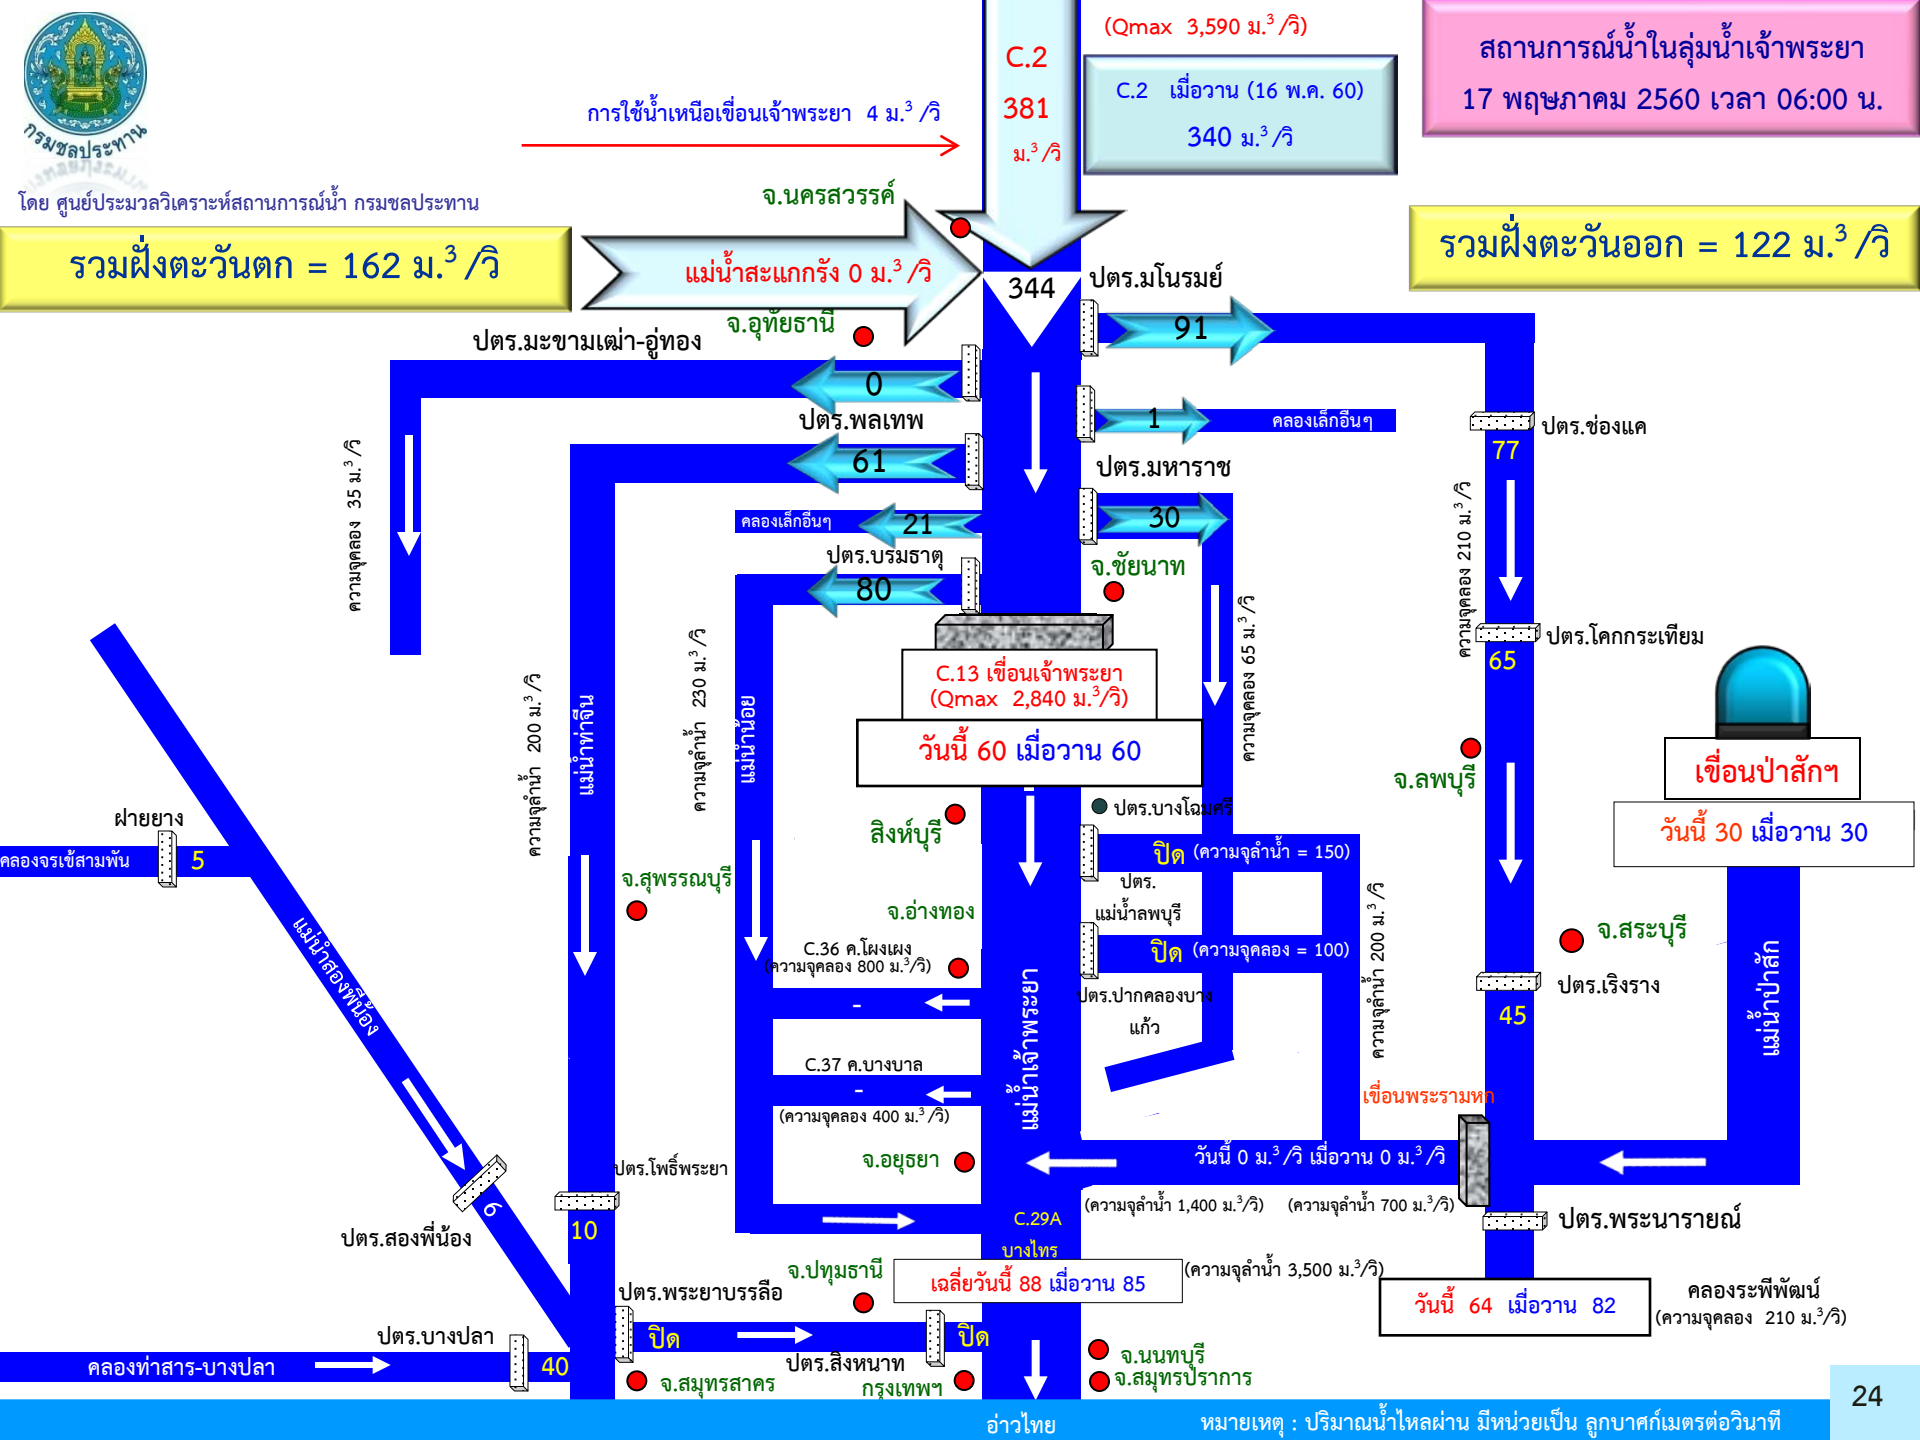 (Qmax 3,590 ม.³/วิ)
C.2
381
ม.³/วิ
C.2 เมื่อวาน (16 พ.ค. 60)
340 ม.³/วิ
สถานการณ์น้ำในลุ่มน้ำเจ้าพระยา
17 พฤษภาคม 2560 เวลา 06:00 น.
กรมชลประทาน
การใช้น้ำเหนือเขื่อนเจ้าพระยา 4 ม.³/วิ
โดย ศูนย์ประมวลวิเคราะห์สถานการณ์น้ำ กรมชลประทาน
จ.นครสวรรค์
รวมฝั่งตะวันตก = 162 ม.³/วิ
แม่น้ำสะแกกรัง 0 ม.³/วิ
รวมฝั่งตะวันออก = 122 ม.³/วิ
344
ปตร.มโนรมย์
91
จ.อุทัยธานี
ปตร.มะขามเฒ่า-อู่ทอง
0
ปตร.พลเทพ
1
คลองเล็กอื่นๆ
ปตร.ช่องแค
77
61
ปตร.มหาราช
คลองเล็กอื่นๆ
21
30
ความจุคลอง 35 ม.³/วิ
ความจุคลอง 210 ม.³/วิ
ปตร.บรมธาตุ
80
จ.ชัยนาท
ปตร.โคกกระเทียม
65
C.13 เขื่อนเจ้าพระยา
(Qmax 2,840 ม.³/วิ)
วันนี้ 60 เมื่อวาน 60
ความจุลำน้ำ 200 ม.³/วิ
แม่น้ำท่าจีน
ความจุลำน้ำ 230 ม.³/วิ
แม่น้ำน้อย
ความจุคลอง 65 ม.³/วิ
เขื่อนป่าสักฯ
วันนี้ 30 เมื่อวาน 30
จ.ลพบุรี
ปตร.บางโฉมศรี
ฝายยาง
คลองจรเข้สามพัน
5
สิงห์บุรี
ปิด (ความจุลำน้ำ = 150)
ปตร.
แม่น้ำลพบุรี
จ.สุพรรณบุรี
จ.อ่างทอง
จ.สระบุรี
แม่น้ำสองพี่น้อง
C.36 ค.โผงเผง
(ความจุคลอง 800 ม.³/วิ)
-
ปิด (ความจุคลอง = 100)
ปตร.ปากคลองบาง
แก้ว
ความจุลำน้ำ 200 ม.³/วิ
ปตร.เริงราง
45
แม่น้ำป่าสัก
แม่น้ำเจ้าพระยา
C.37 ค.บางบาล
-
(ความจุคลอง 400 ม.³/วิ)
เขื่อนพระรามหก
จ.อยุธยา
วันนี้ 0 ม.³/วิ เมื่อวาน 0 ม.³/วิ
ปตร.โพธิ์พระยา
10
6
ปตร.สองพี่น้อง
(ความจุลำน้ำ 1,400 ม.³/วิ)
(ความจุลำน้ำ 700 ม.³/วิ)
C.29A
บางไทร
ปตร.พระนารายณ์
เฉลี่ยวันนี้ 88 เมื่อวาน 85
(ความจุลำน้ำ 3,500 ม.³/วิ)
จ.ปทุมธานี
ปตร.พระยาบรรลือ
วันนี้ 64 เมื่อวาน 82
คลองระพีพัฒน์
(ความจุคลอง 210 ม.³/วิ)
ปตร.บางปลา
ปิด
ปิด
ปตร.สิงหนาท
คลองท่าสาร-บางปลา
40
จ.นนทบุรี
จ.สมุทรสาคร
กรุงเทพฯ
จ.สมุทรปราการ
24
อ่าวไทย
หมายเหตุ : ปริมาณน้ำไหลผ่าน มีหน่วยเป็น ลูกบาศก์เมตรต่อวินาที